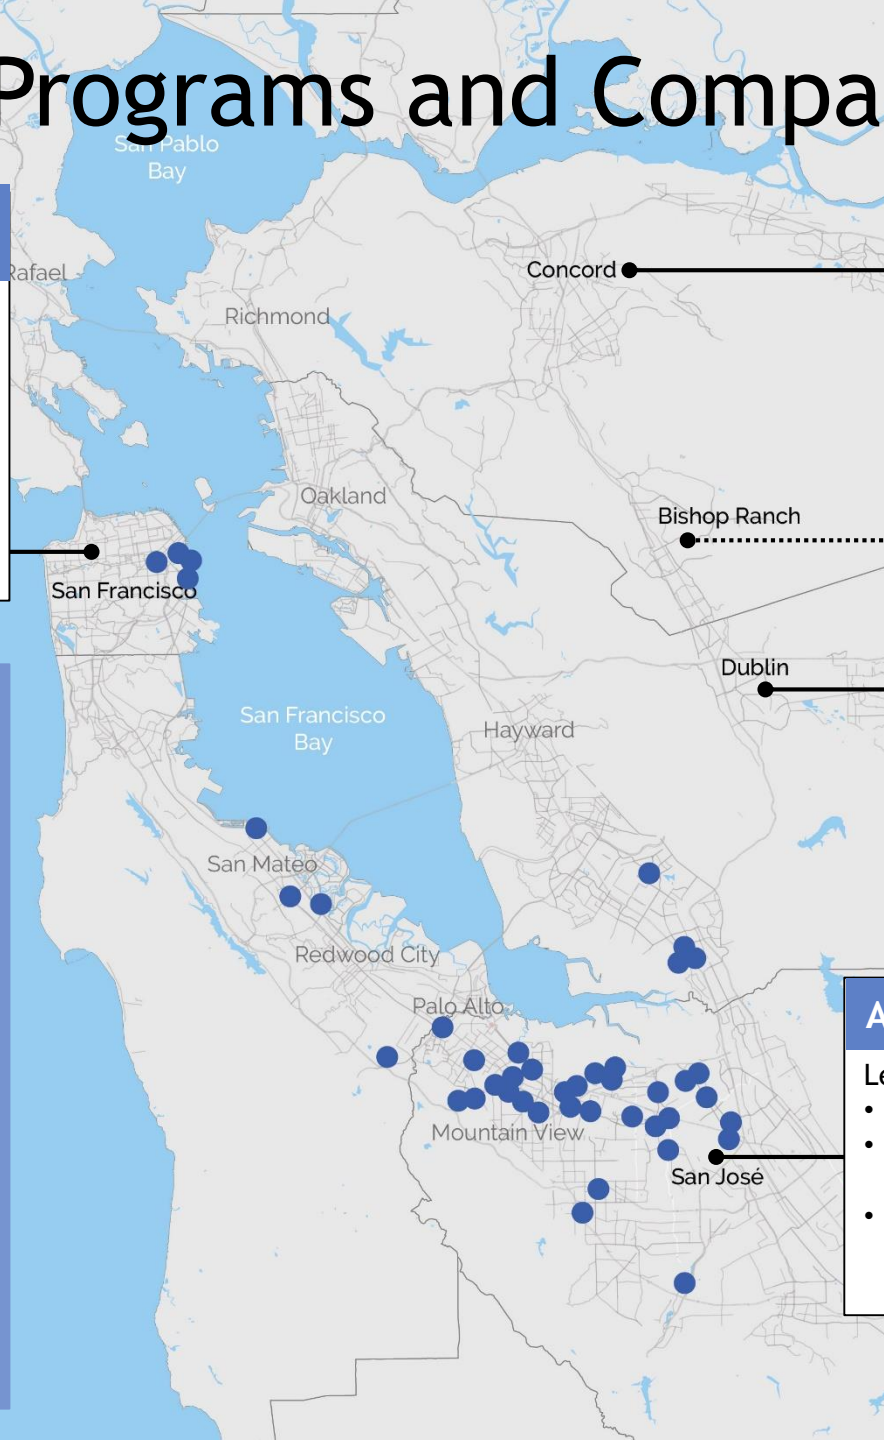 Programs and Compa
San Pablo
Bay
Rafael
Concord
Richmond
Oakland
Bishop Ranch
San Francisco
Dublin
San Francisco
Bay
Hayward
San Mateo
Redwood City
Palo Alto
A
Le
•
•
Mountain View
San José
•